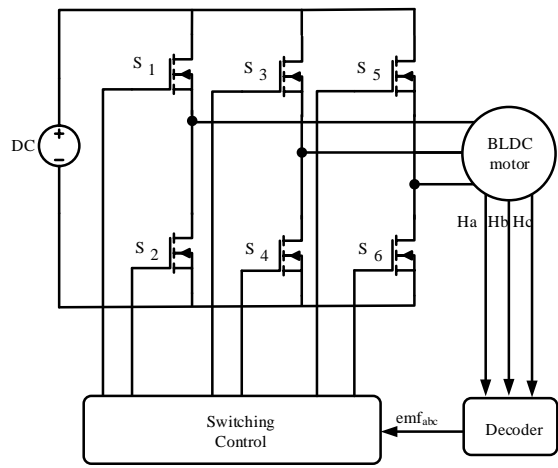 S 1
S 3
S 5
DC
+
−
BLDC
motor
Ha Hb Hc
S 2
S 4
S 6
Switching
Control
emfabc
Decoder